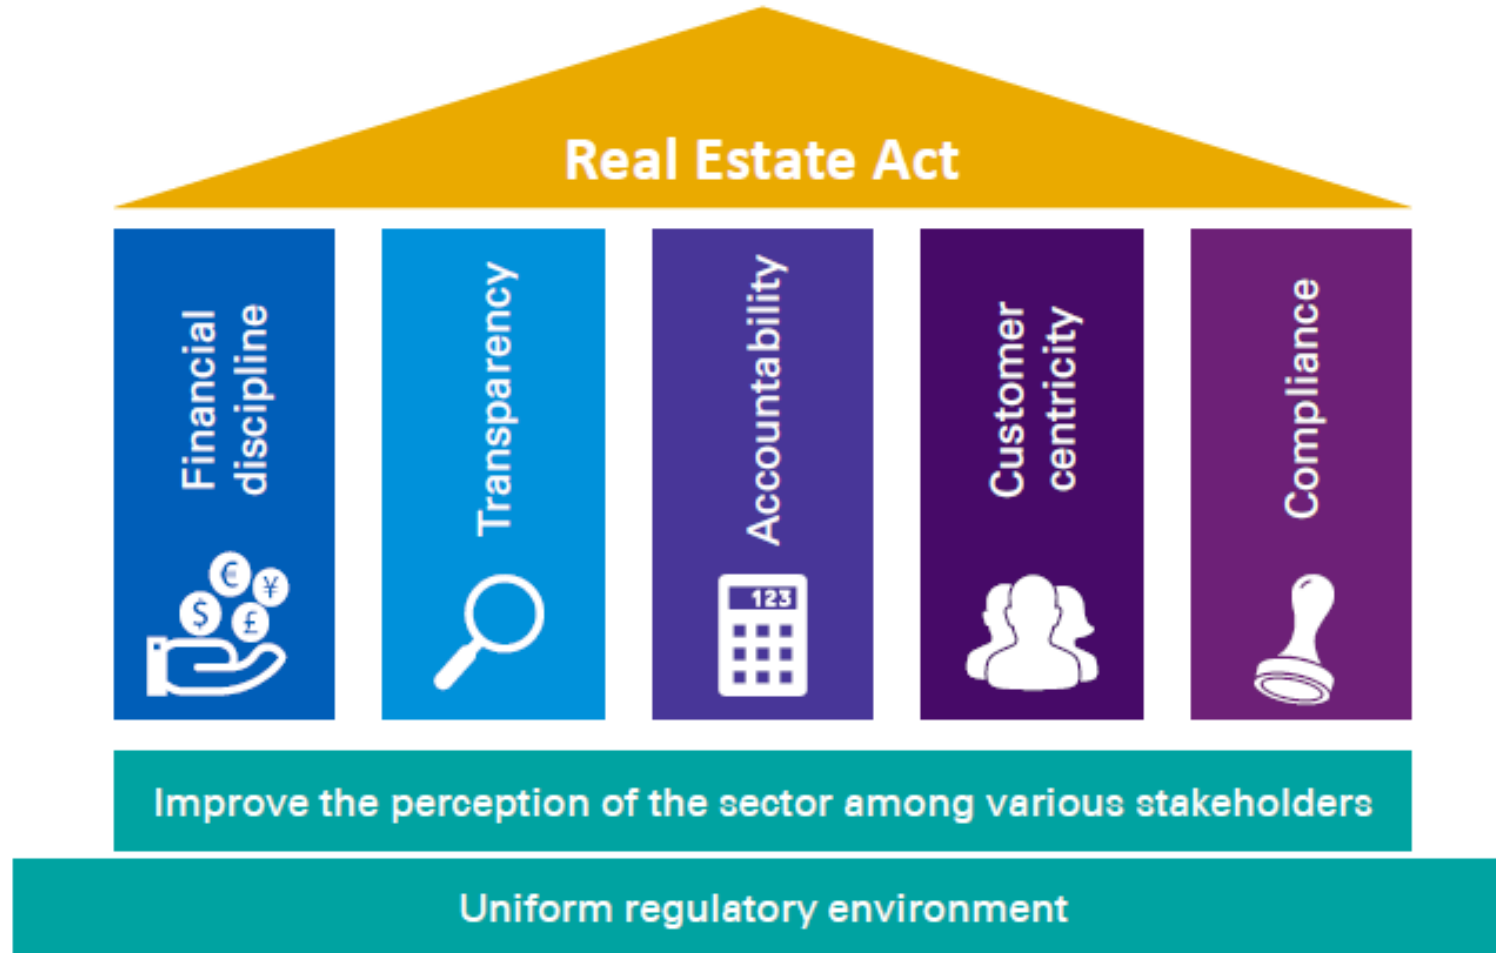 Real Estate Act
Financial
discipline
Transparency
Accountability
Customer
centricity
Compliance
€
¥
$
£
123
Improve the perception of the sector among various stakeholders
Uniform regulatory environment